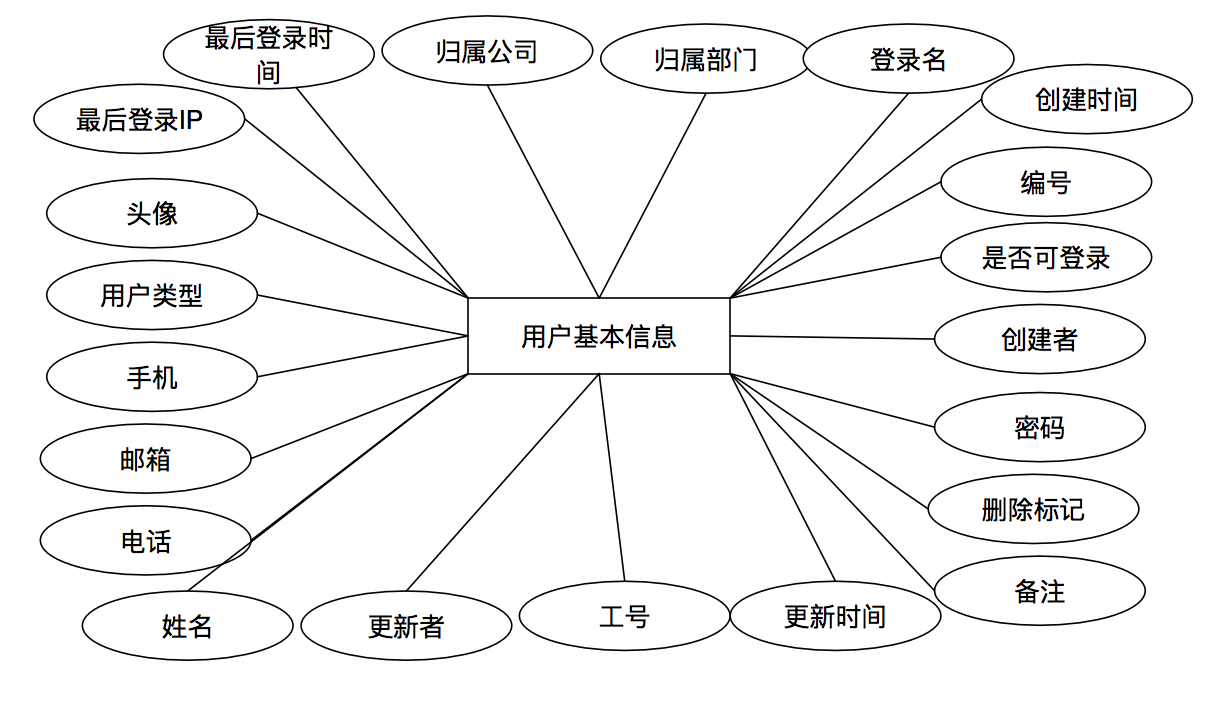 最后登录时
间
归属公司
归属部门
登录名
创建时间
最后登录IP
编号
头像
是否可登录
用户类型
用户基本信息
创建者
手机
密码
邮箱
删除标记
电话
备注
姓名
更新者
工号
更新时间